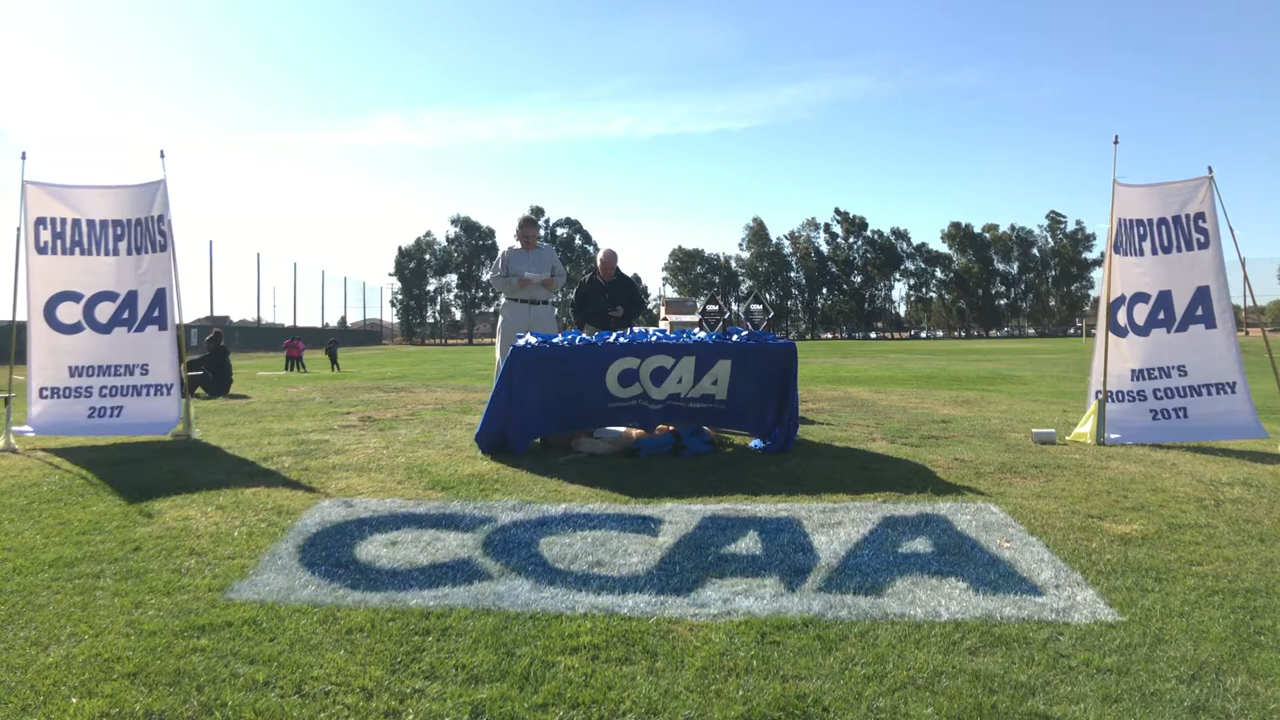 CHAMPIONS
CCAA
WOMEN'S
CROSS COUNTRY
2017
CCAA
AMPIONS
CCAA
MEN'S
CROSS COUNTRY
2017
CCAA